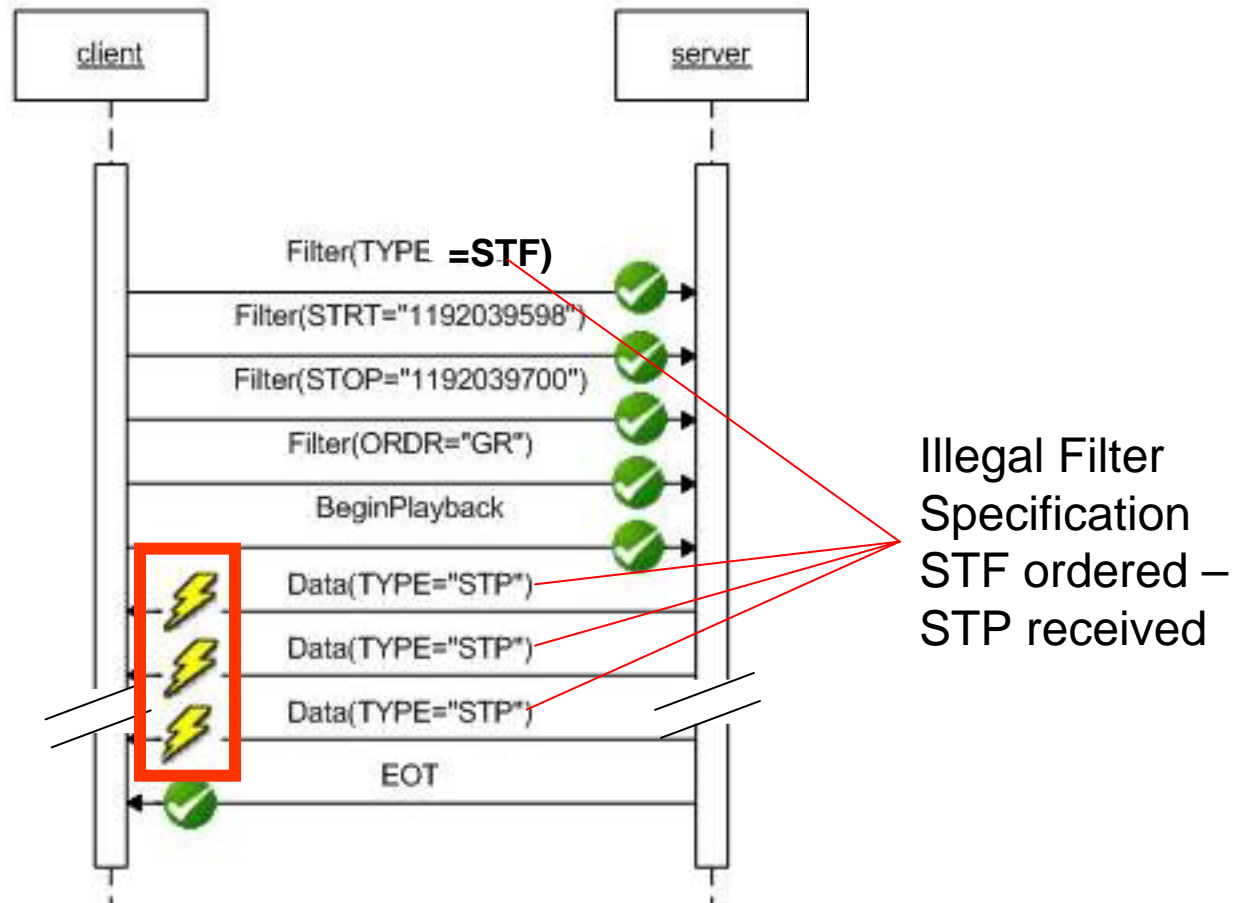 client
server
Filter(TYPE =STF)
Filter(STRT="1192039598")
Filter(STOP="1192039700")
Filter(ORDR="GR")
BeginPlayback
Data(TYPE="STP")
Data(TYPE="STP")
Data(TYPE="STP")
EOT
Illegal Filter
Specification
STF ordered –
STP received